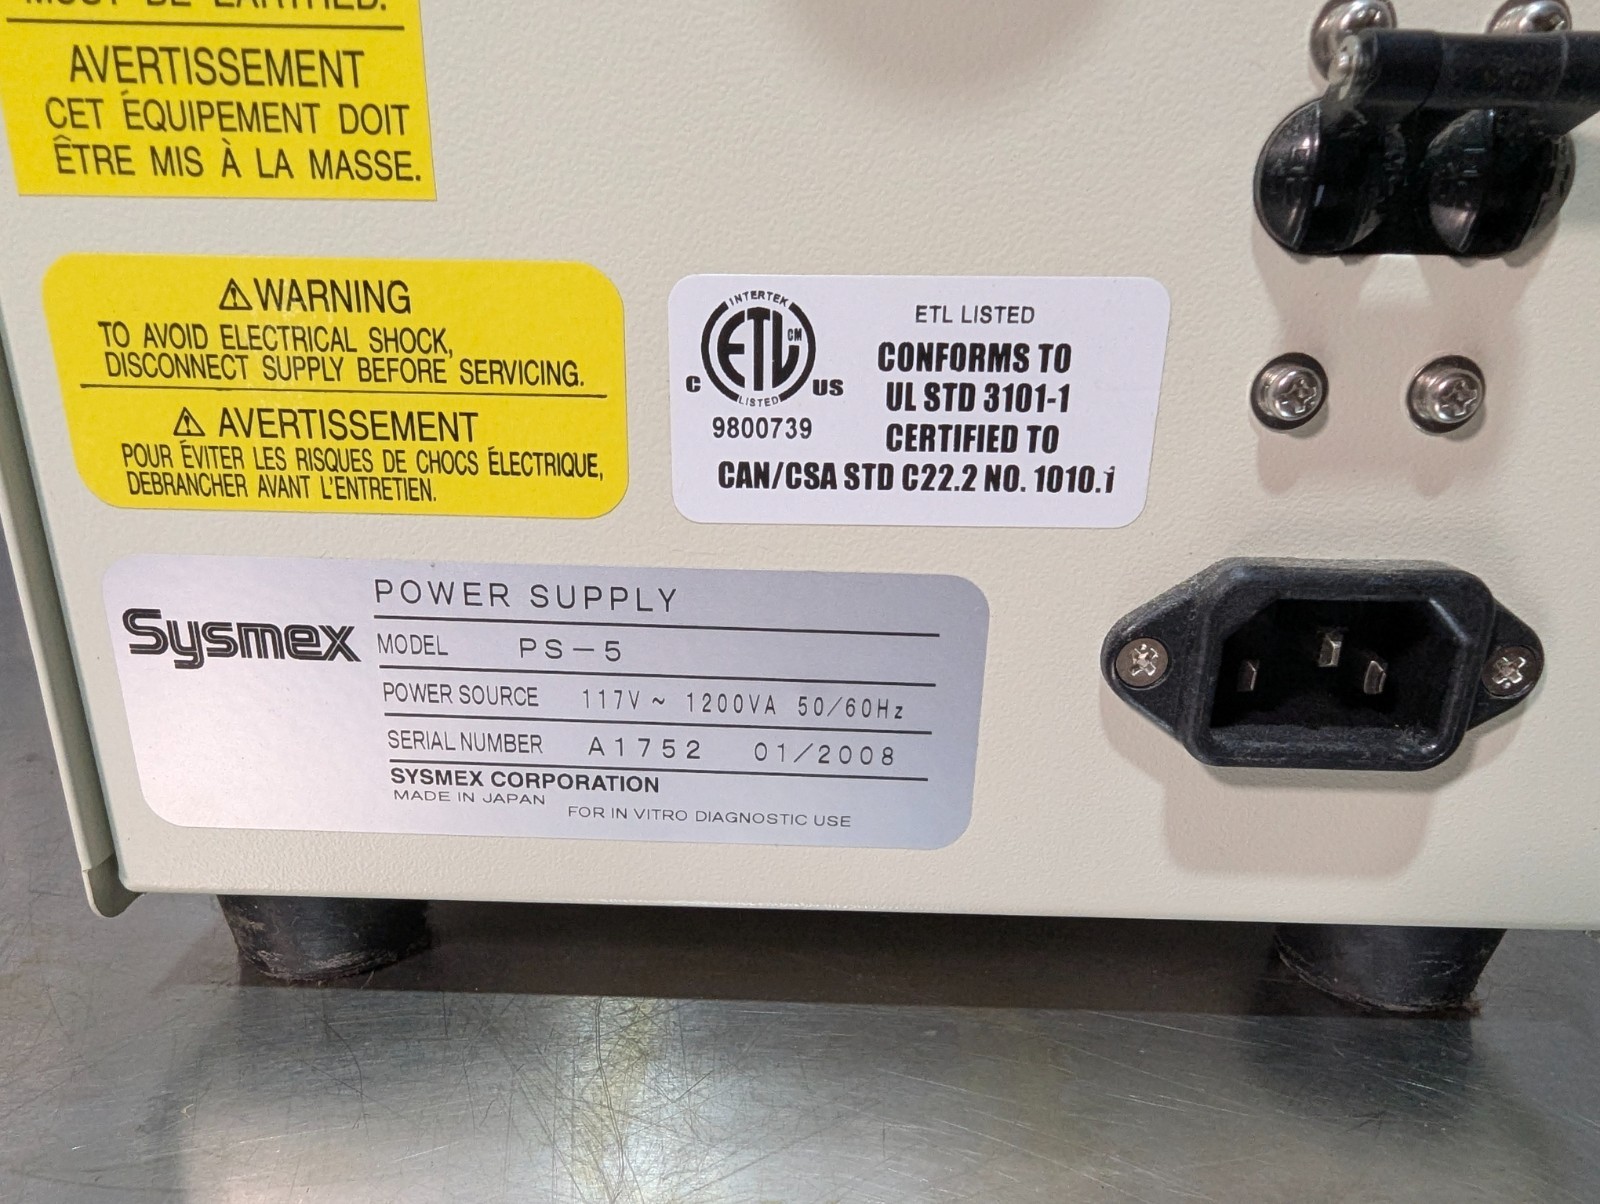 MUST BE EARTHED.
AVERTISSEMENT
CET ÉQUIPEMENT DOIT
ÊTRE MIS À LA MASSE.
⚠ WARNING
TO AVOID ELECTRICAL SHOCK,
DISCONNECT SUPPLY BEFORE SERVICING.
⚠ AVERTISSEMENT
POUR ÉVITER LES RISQUES DE CHOCS ÉLECTRIQUE,
DEBRANCHER AVANT L'ENTRETIEN.
INTERTEK
ETL CM
LISTED
C US
9800739
ETL LISTED
CONFORMS TO
UL STD 3101-1
CERTIFIED TO
CAN/CSA STD C22.2 NO. 1010.1
Sysmex
POWER SUPPLY
MODEL PS-5
POWER SOURCE 117V ~ 1200VA 50/60Hz
SERIAL NUMBER A1752 01/2008
SYSMEX CORPORATION
MADE IN JAPAN
FOR IN VITRO DIAGNOSTIC USE